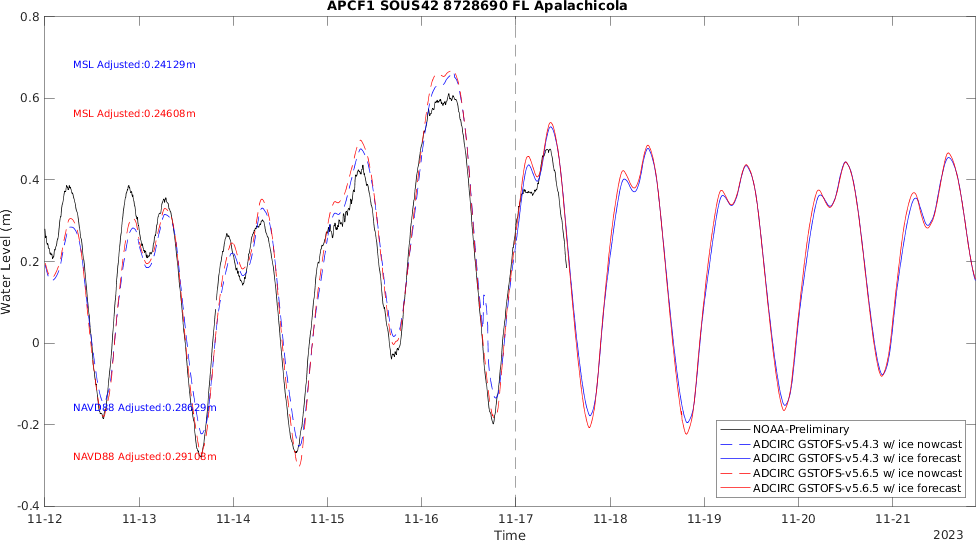 APCF1 SOUS42 8728690 FL Apalachicola
0.8
0.6
0.4
0.2
0
-0.2
-0.4
Water Level (m)
MSL Adjusted:0.24129m
MSL Adjusted:0.24608m
NAVD88 Adjusted:0.28629m
NAVD88 Adjusted:0.29108m
NOAA-Preliminary
ADCIRC GSTOFS-v5.4.3 w/ ice nowcast
ADCIRC GSTOFS-v5.4.3 w/ ice forecast
ADCIRC GSTOFS-v5.6.5 w/ ice nowcast
ADCIRC GSTOFS-v5.6.5 w/ ice forecast
11-12 11-13 11-14 11-15 11-16 11-17 11-18 11-19 11-20 11-21
Time
2023